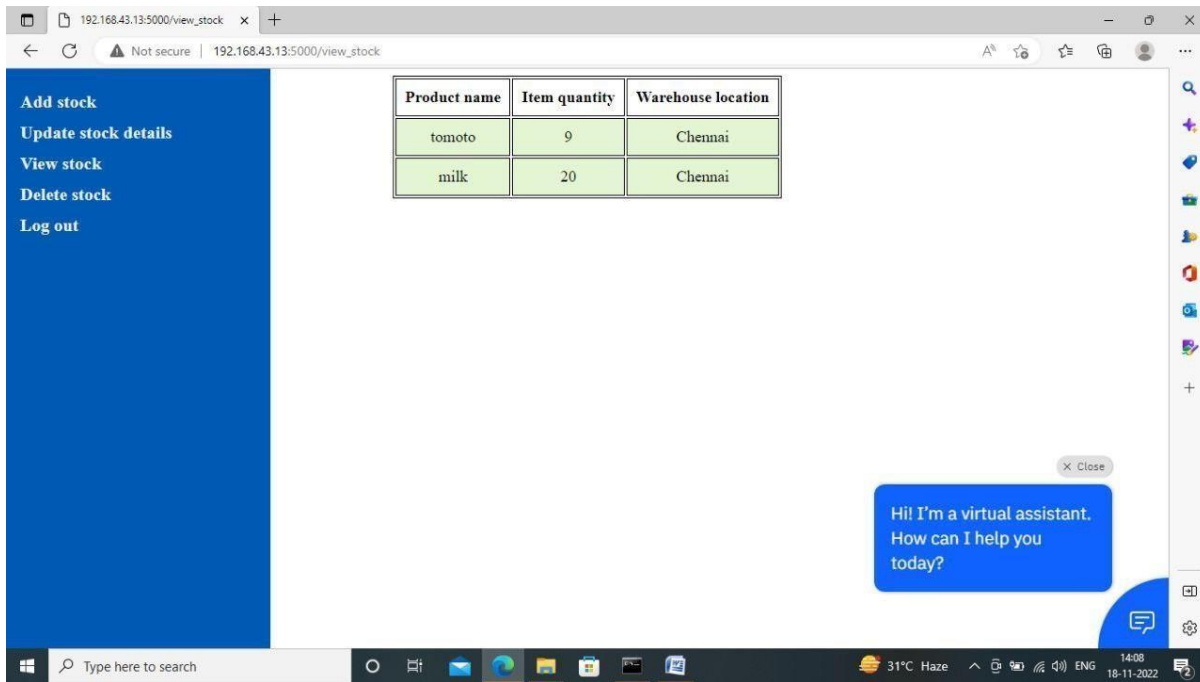 192.168.43.13:5000/view_stock
Not secure | 192.168.43.13:5000/view_stock
Add stock
Update stock details
View stock
Delete stock
Log out
Product name Item quantity Warehouse location
tomoto 9 Chennai
milk 20 Chennai
× Close
Hi! I'm a virtual assistant.
How can I help you
today?
Type here to search
31°C Haze
ENG
14:08
18-11-2022
2